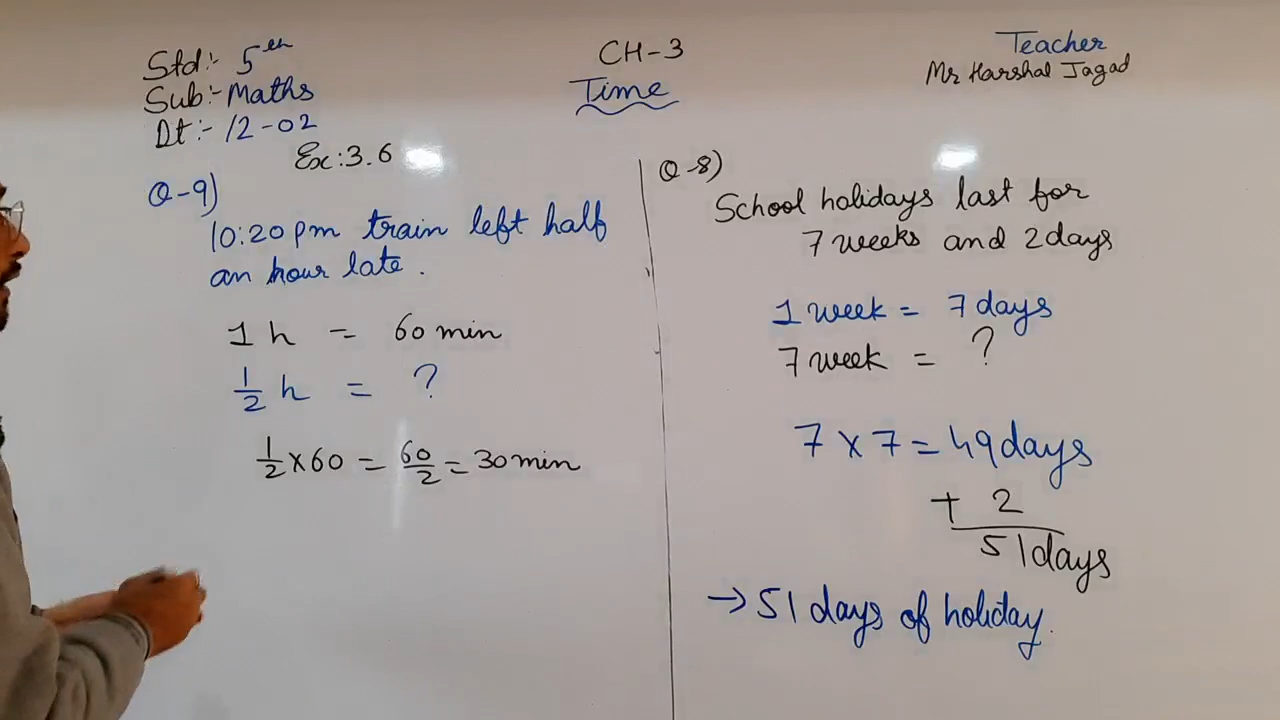 Std:- 5th
Sub:- Maths
Dt:- 12-02
CH-3
Time
Teacher
Mr Harshal Jagad
Ex:3.6
Q-9)
10:20pm train left half
an hour late.
1 h = 60 min
1/2 h = ?
1/2 x 60 = 60/2 = 30 min
Q-8)
School holidays last for
7 weeks and 2 days
1 week = 7 days
7 week = ?
7 x 7 = 49 days
+ 2
51 days
→ 51 days of holiday.